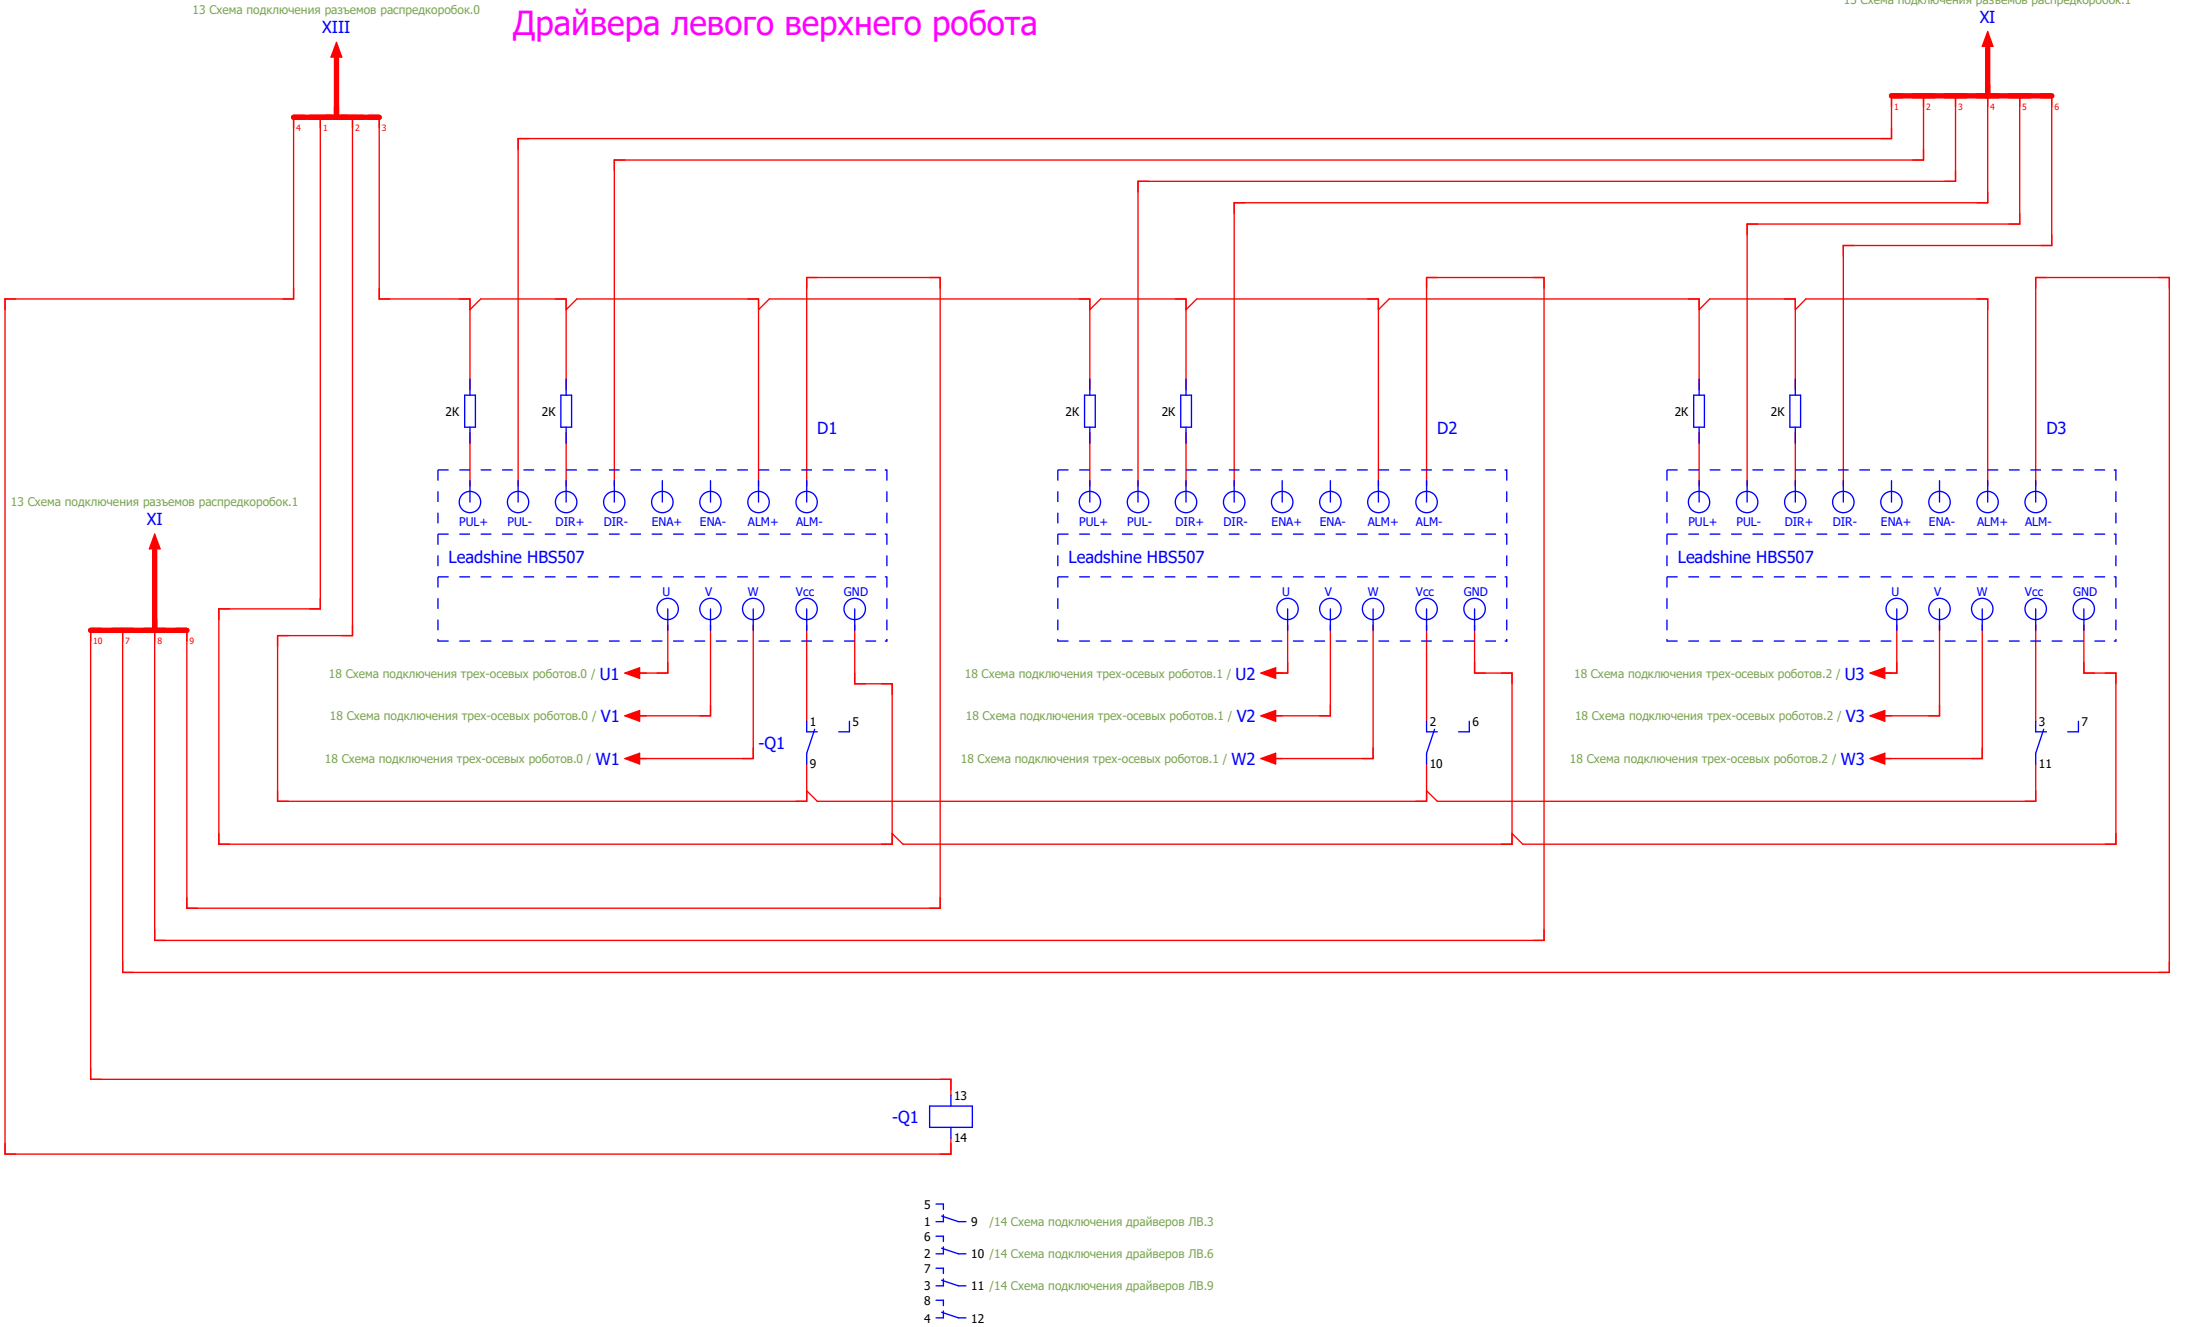 13 Схема подключения разъемов распредкоробок.0
XIII
Драйвера левого верхнего робота
13 Схема подключения разъемов распредкоробок.1
XI
4 1 2 3
1 2 3 4 5 6
2K 2K D1
2K 2K D2
2K 2K D3
13 Схема подключения разъемов распредкоробок.1
XI
10 7 8 9
PUL+ PUL- DIR+ DIR- ENA+ ENA- ALM+ ALM-
Leadshine HBS507
U V W Vcc GND
PUL+ PUL- DIR+ DIR- ENA+ ENA- ALM+ ALM-
Leadshine HBS507
U V W Vcc GND
PUL+ PUL- DIR+ DIR- ENA+ ENA- ALM+ ALM-
Leadshine HBS507
U V W Vcc GND
18 Схема подключения трех-осевых роботов.0 / U1
18 Схема подключения трех-осевых роботов.0 / V1
18 Схема подключения трех-осевых роботов.0 / W1
-Q1
1 5
9
18 Схема подключения трех-осевых роботов.1 / U2
18 Схема подключения трех-осевых роботов.1 / V2
18 Схема подключения трех-осевых роботов.1 / W2
2 6
10
18 Схема подключения трех-осевых роботов.2 / U3
18 Схема подключения трех-осевых роботов.2 / V3
18 Схема подключения трех-осевых роботов.2 / W3
3 7
11
13
-Q1
14
5
1 9 /14 Схема подключения драйверов ЛВ.3
6
2 10 /14 Схема подключения драйверов ЛВ.6
7
3 11 /14 Схема подключения драйверов ЛВ.9
8
4 12